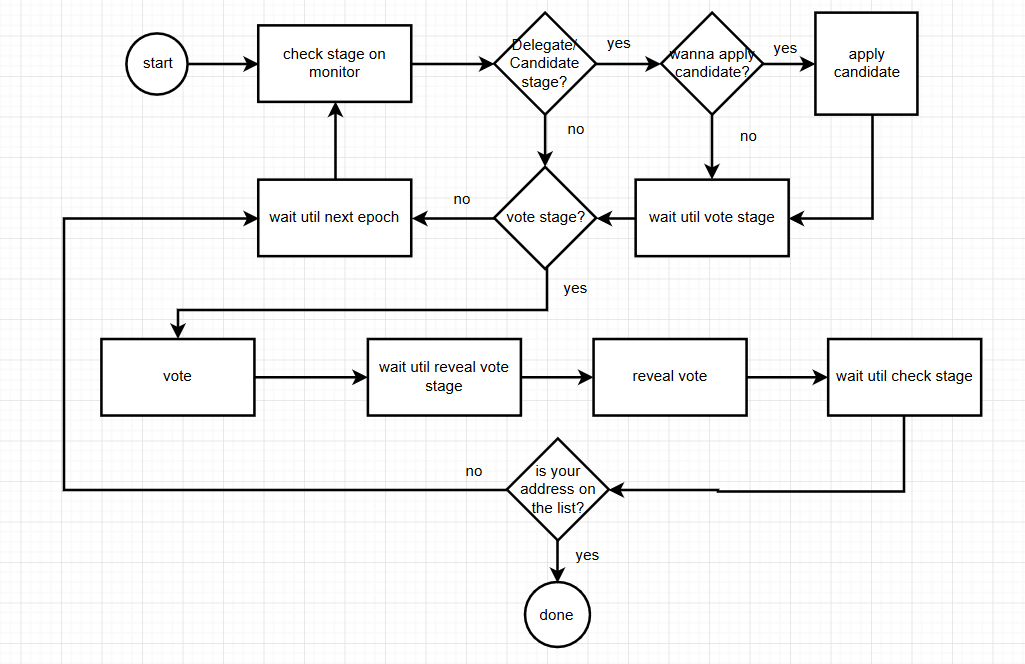 start
check stage on
monitor
Delegate/
Candidate
stage?
yes
wanna apply
candidate?
yes
apply
candidate
no
no
wait util next epoch
no
vote stage?
wait util vote stage
yes
vote
wait util reveal vote
stage
reveal vote
wait util check stage
no
is your
address on
the list?
yes
done